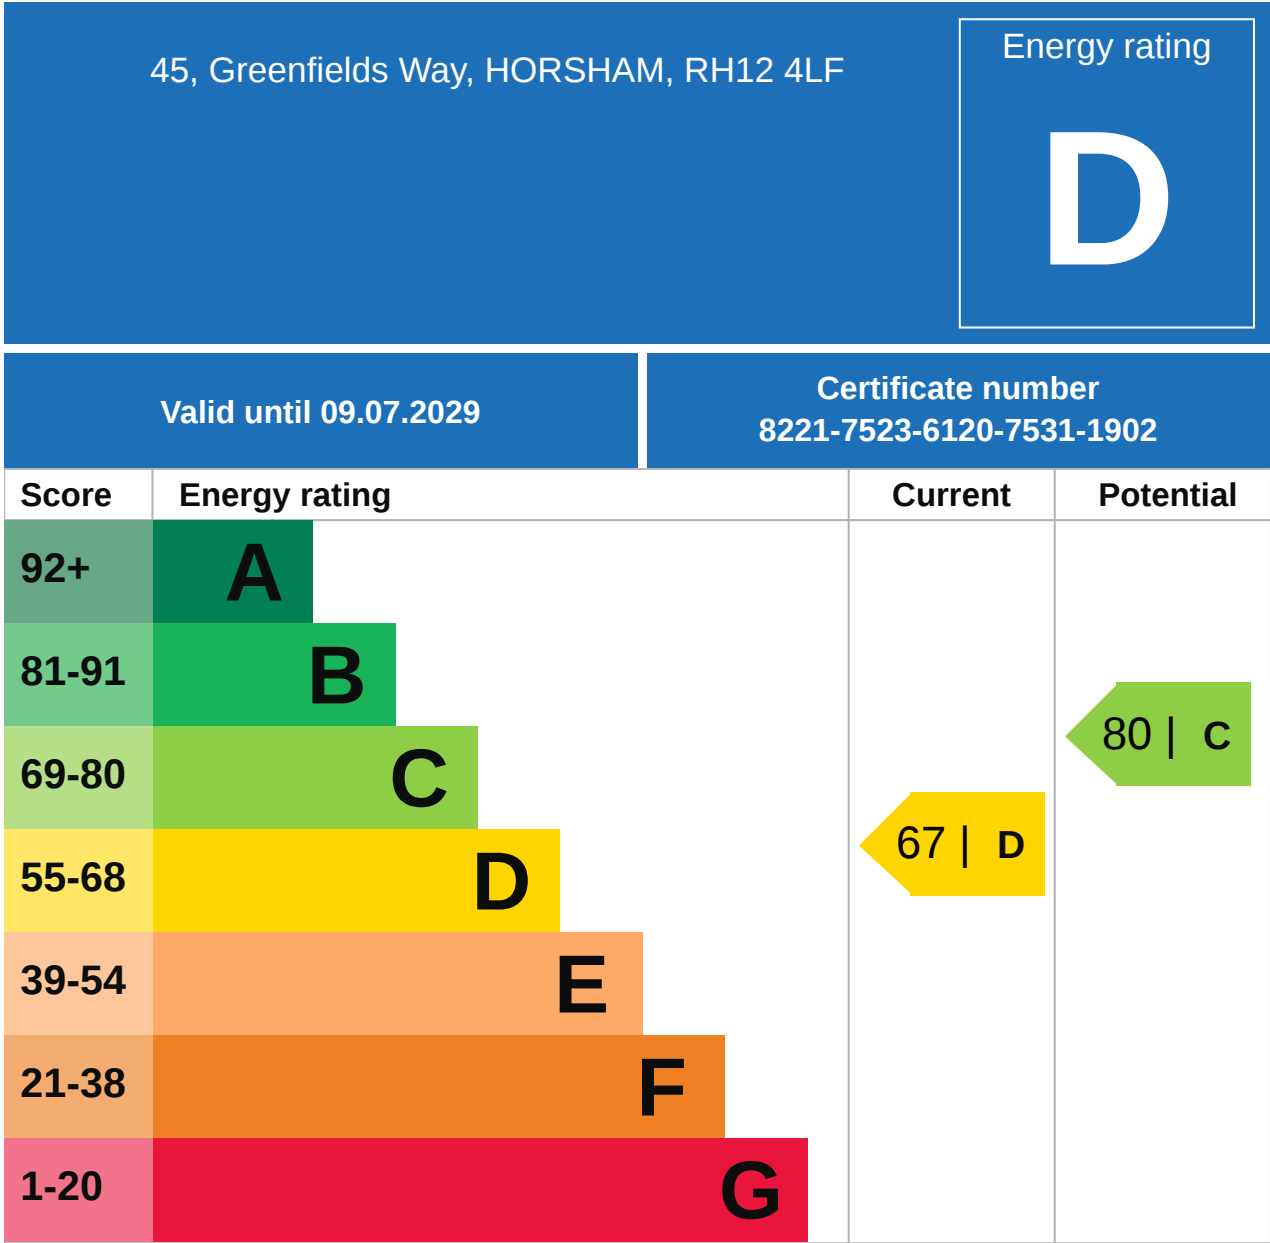 45, Greenfields Way, HORSHAM, RH12 4LF
Energy rating
D
Valid until 09.07.2029
Certificate number
8221-7523-6120-7531-1902
Score Energy rating Current Potential
92+ A
81-91 B
80 | C
69-80 C
67 | D
55-68 D
39-54 E
21-38 F
1-20 G